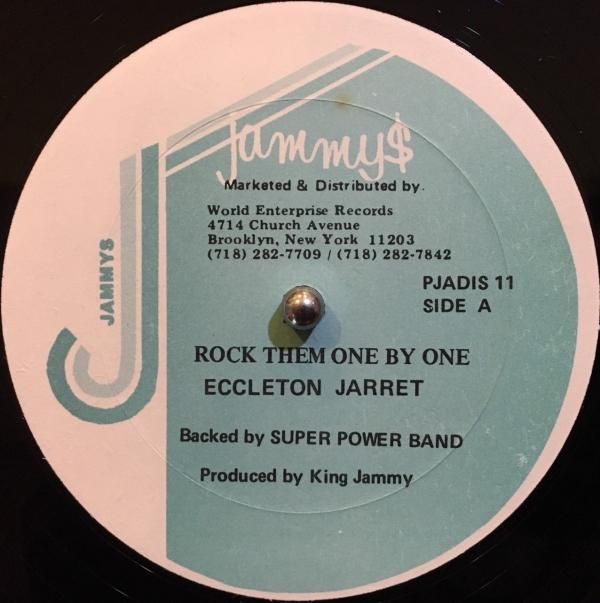 Jammy$
Marketed & Distributed by.
World Enterprise Records
4714 Church Avenue
Brooklyn, New York 11203
(718) 282-7709 / (718) 282-7842
PJADIS 11
SIDE A
JAMMYS
ROCK THEM ONE BY ONE
ECCLETON JARRET
Backed by SUPER POWER BAND
Produced by King Jammy